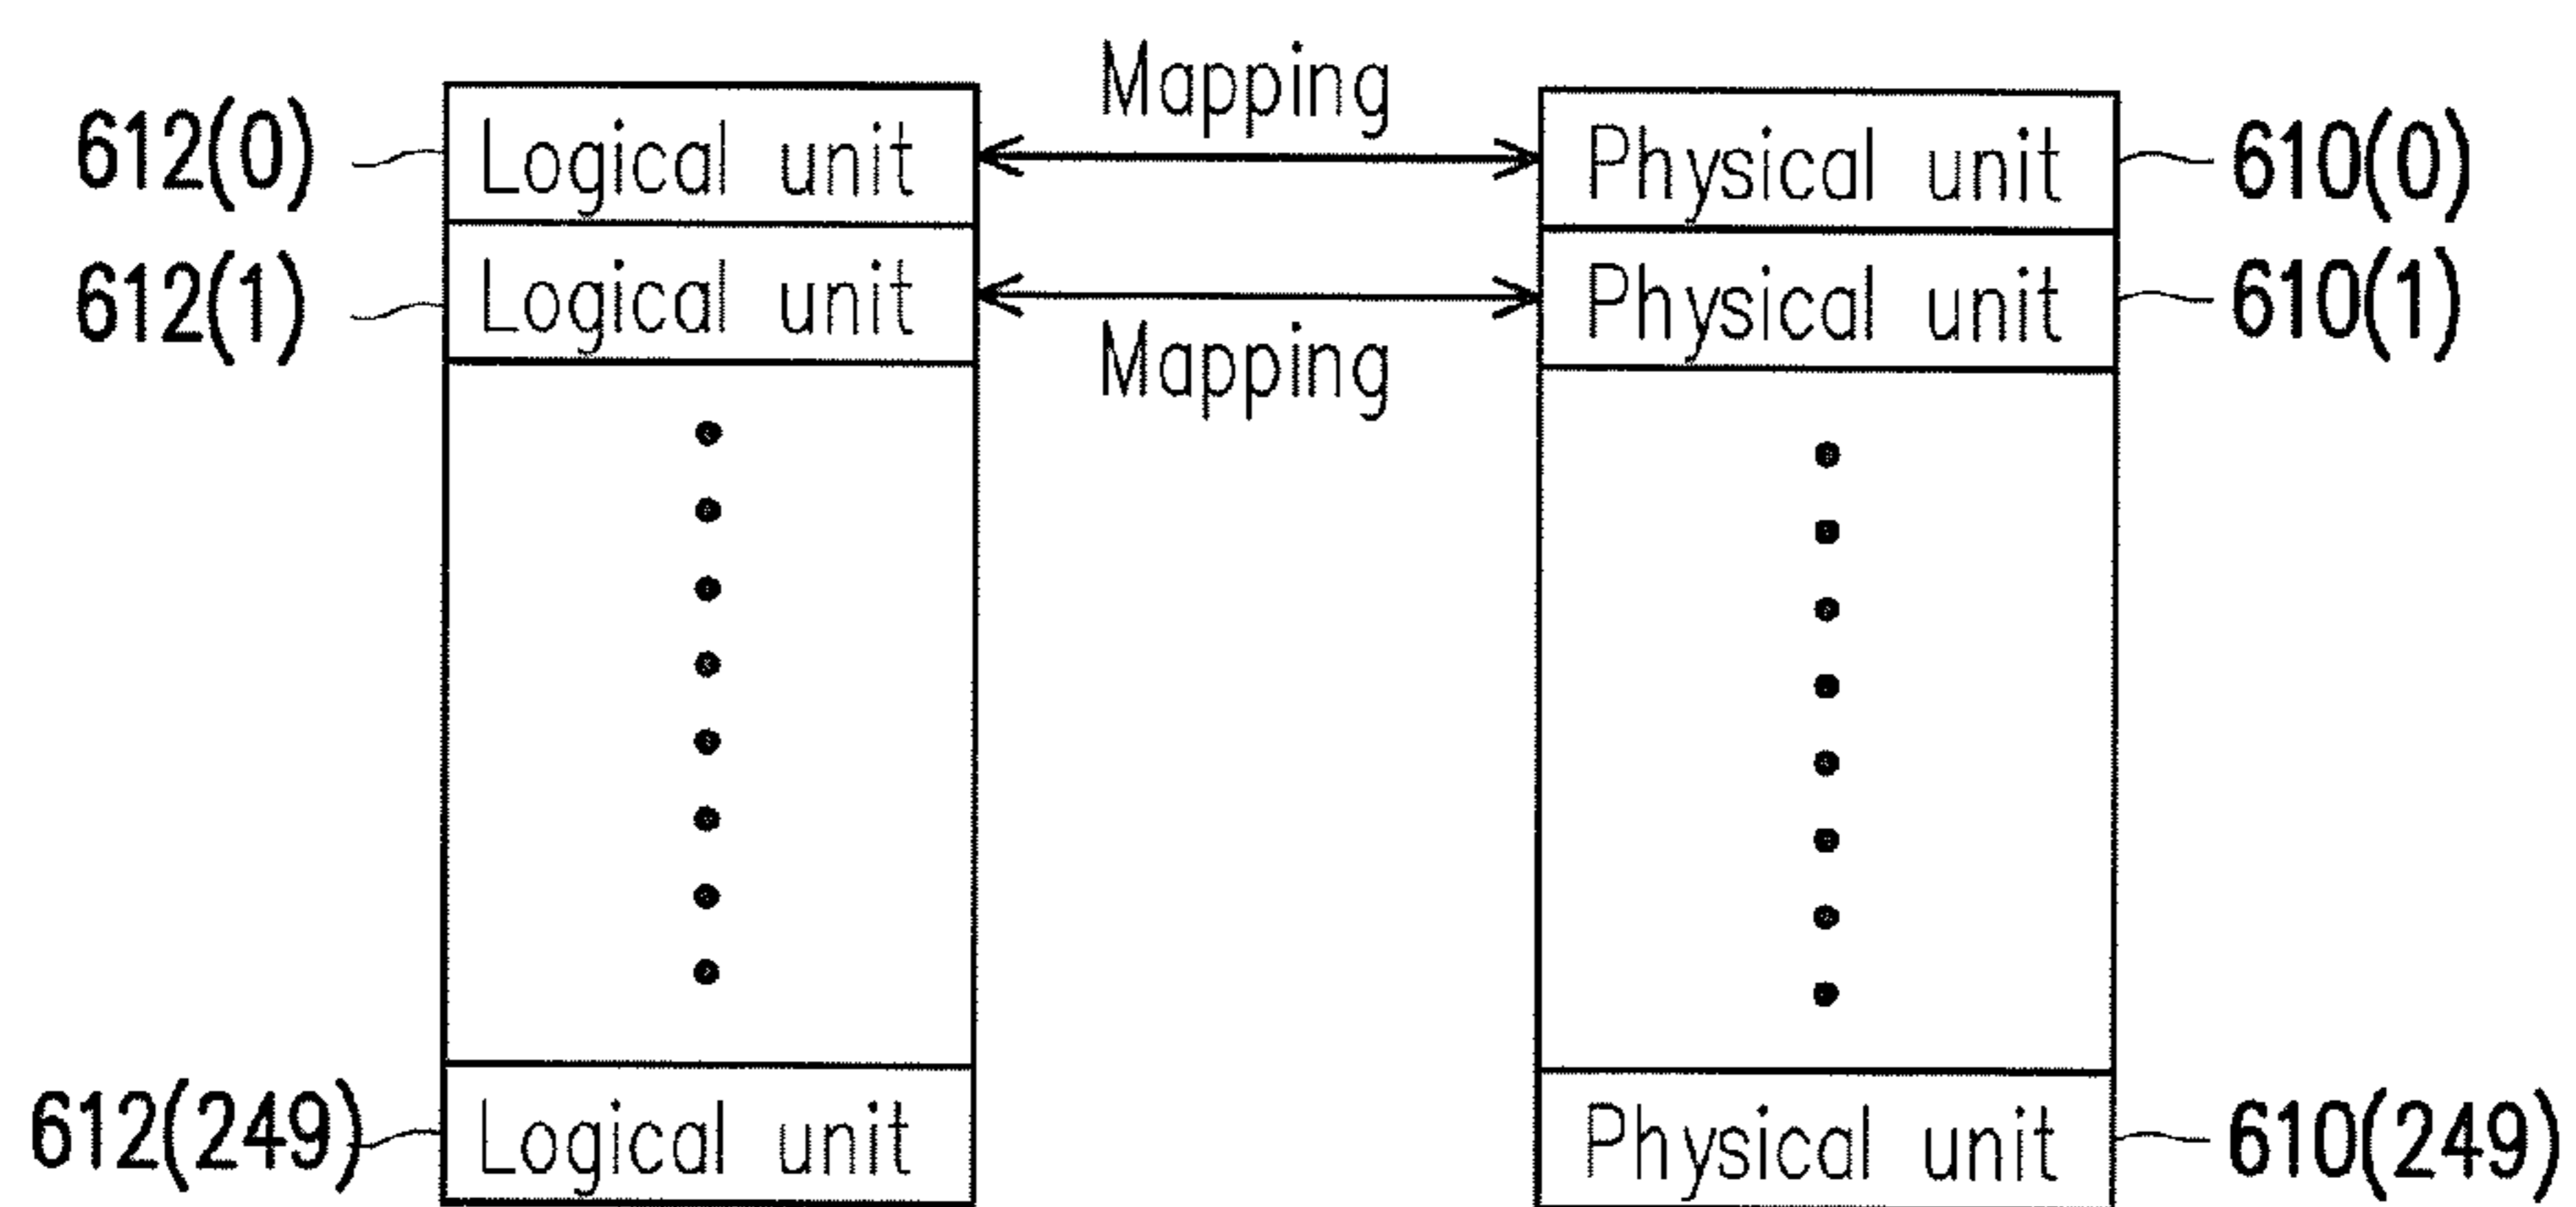 Mapping
612(0) Logical unit Physical unit 610(0)
612(1) Logical unit Physical unit 610(1)
Mapping
612(249) Logical unit Physical unit 610(249)